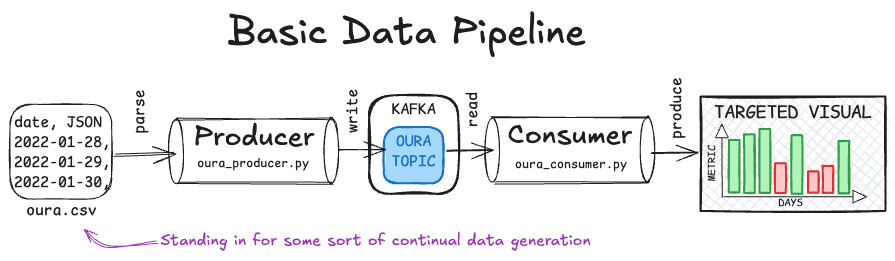 Basic Data Pipeline
date, JSON
2022-01-28,
2022-01-29,
2022-01-30,
oura.csv
parse
Producer
oura_producer.py
write
KAFKA
OURA
TOPIC
read
Consumer
oura_consumer.py
produce
TARGETED VISUAL
METRIC
DAYS
Standing in for some sort of continual data generation